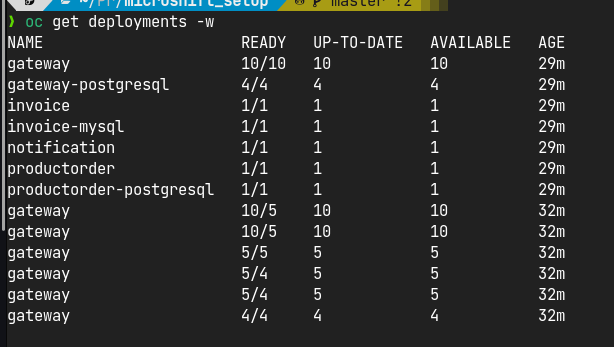 ~/Pr/microshift_setup master !2
❯ oc get deployments -w
NAME READY UP-TO-DATE AVAILABLE AGE
gateway 10/10 10 10 29m
gateway-postgresql 4/4 4 4 29m
invoice 1/1 1 1 29m
invoice-mysql 1/1 1 1 29m
notification 1/1 1 1 29m
productorder 1/1 1 1 29m
productorder-postgresql 1/1 1 1 29m
gateway 10/5 10 10 32m
gateway 10/5 10 10 32m
gateway 5/5 5 5 32m
gateway 5/4 5 5 32m
gateway 5/4 5 5 32m
gateway 4/4 4 4 32m